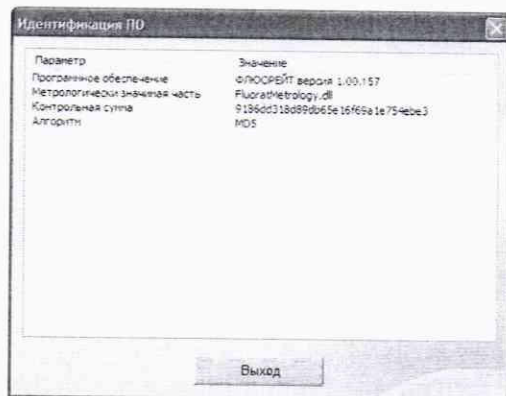 Идентификация ПО
Параметр Значение
Программное обеспечение ФЛЮОРЕЙТ версия 1.00.157
Метрологически значимая часть FluoratMetrology.dll
Контрольная сумма 9186dd318d89db65e16f69a1e754ebe3
Алгоритм MD5
Выход